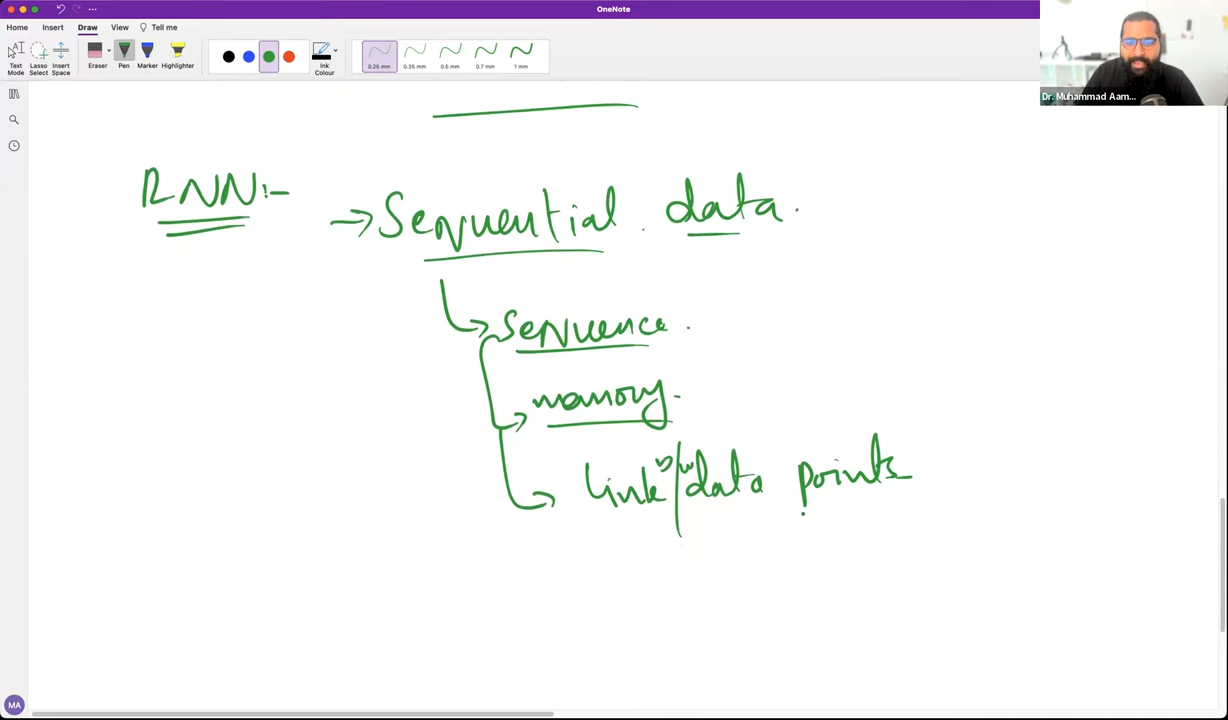 OneNote
Home Insert Draw View Tell me
Text Mode Lasso Select Insert Space Eraser Pen Marker Highlighter Ink Colour 0.25 mm 0.35 mm 0.5 mm 0.7 mm 1 mm
Dr. Muhammad Aam...
RNN:-
→ Sequential data.
→ Sequence.
→ memory.
→ link b/w data points
MA